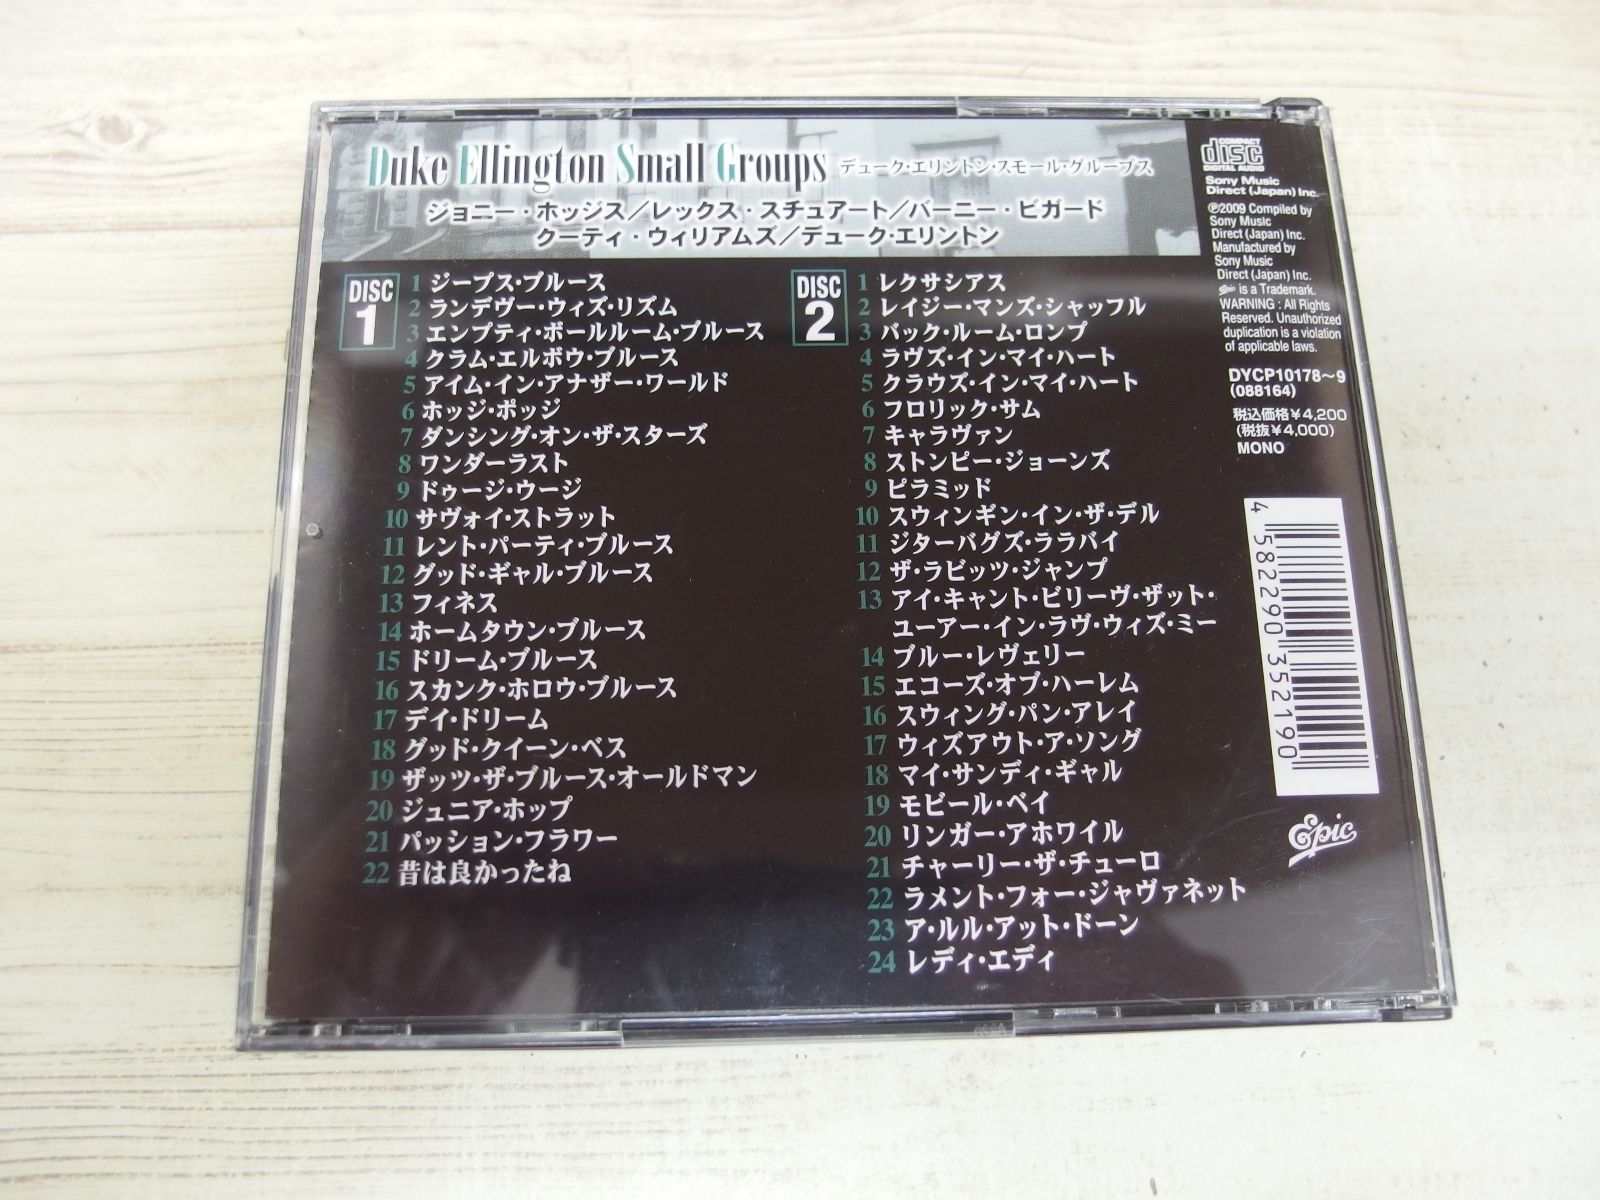 Duke Ellington Small Groups デューク・エリントン・スモール・グループス
ジョニー・ホッジス／レックス・スチュアート／バーニー・ビガード
クーティ・ウィリアムズ／デューク・エリントン
DISC 1
1 ジープス・ブルース
2 ランデヴー・ウィズ・リズム
3 エンプティ・ボールルーム・ブルース
4 クラム・エルボウ・ブルース
5 アイム・イン・アナザー・ワールド
6 ホッジ・ポッジ
7 ダンシング・オン・ザ・スターズ
8 ワンダーラスト
9 ドゥージ・ウージ
10 サヴォイ・ストラット
11 レント・パーティ・ブルース
12 グッド・ギャル・ブルース
13 フィネス
14 ホームタウン・ブルース
15 ドリーム・ブルース
16 スカンク・ホロウ・ブルース
17 デイ・ドリーム
18 グッド・クイーン・ベス
19 ザッツ・ザ・ブルース・オールドマン
20 ジュニア・ホップ
21 パッション・フラワー
22 昔は良かったね
DISC 2
1 レクサシアス
2 レイジー・マンズ・シャッフル
3 バック・ルーム・ロンプ
4 ラヴズ・イン・マイ・ハート
5 クラウズ・イン・マイ・ハート
6 フロリック・サム
7 キャラヴァン
8 ストンピー・ジョーンズ
9 ピラミッド
10 スウィンギン・イン・ザ・デル
11 ジターバグズ・ララバイ
12 ザ・ラビッツ・ジャンプ
13 アイ・キャント・ビリーヴ・ザット・
ユーアー・イン・ラヴ・ウィズ・ミー
14 ブルー・レヴェリー
15 エコーズ・オブ・ハーレム
16 スウィング・パン・アレイ
17 ウィズアウト・ア・ソング
18 マイ・サンディ・ギャル
19 モビール・ベイ
20 リンガー・アホワイル
21 チャーリー・ザ・チューロ
22 ラメント・フォー・ジャヴァネット
23 ア・ルル・アット・ドーン
24 レディ・エディ
COMPACT
disc
DIGITAL AUDIO
Sony Music
Direct (Japan) Inc.
℗2009 Compiled by
Sony Music
Direct (Japan) Inc.
Manufactured by
Sony Music
Direct (Japan) Inc.
Epic is a Trademark.
WARNING : All Rights
Reserved. Unauthorized
duplication is a violation
of applicable laws.
DYCP10178〜9
(088164)
税込価格¥4,200
(税抜¥4,000)
MONO
4 582290 352190
Epic